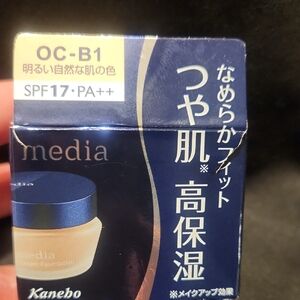 OC-B1
明るい自然な肌の色
SPF17・PA++
media
なめらかフィット
つや肌※
高保湿
※メイクアップ効果
media
Kanebo